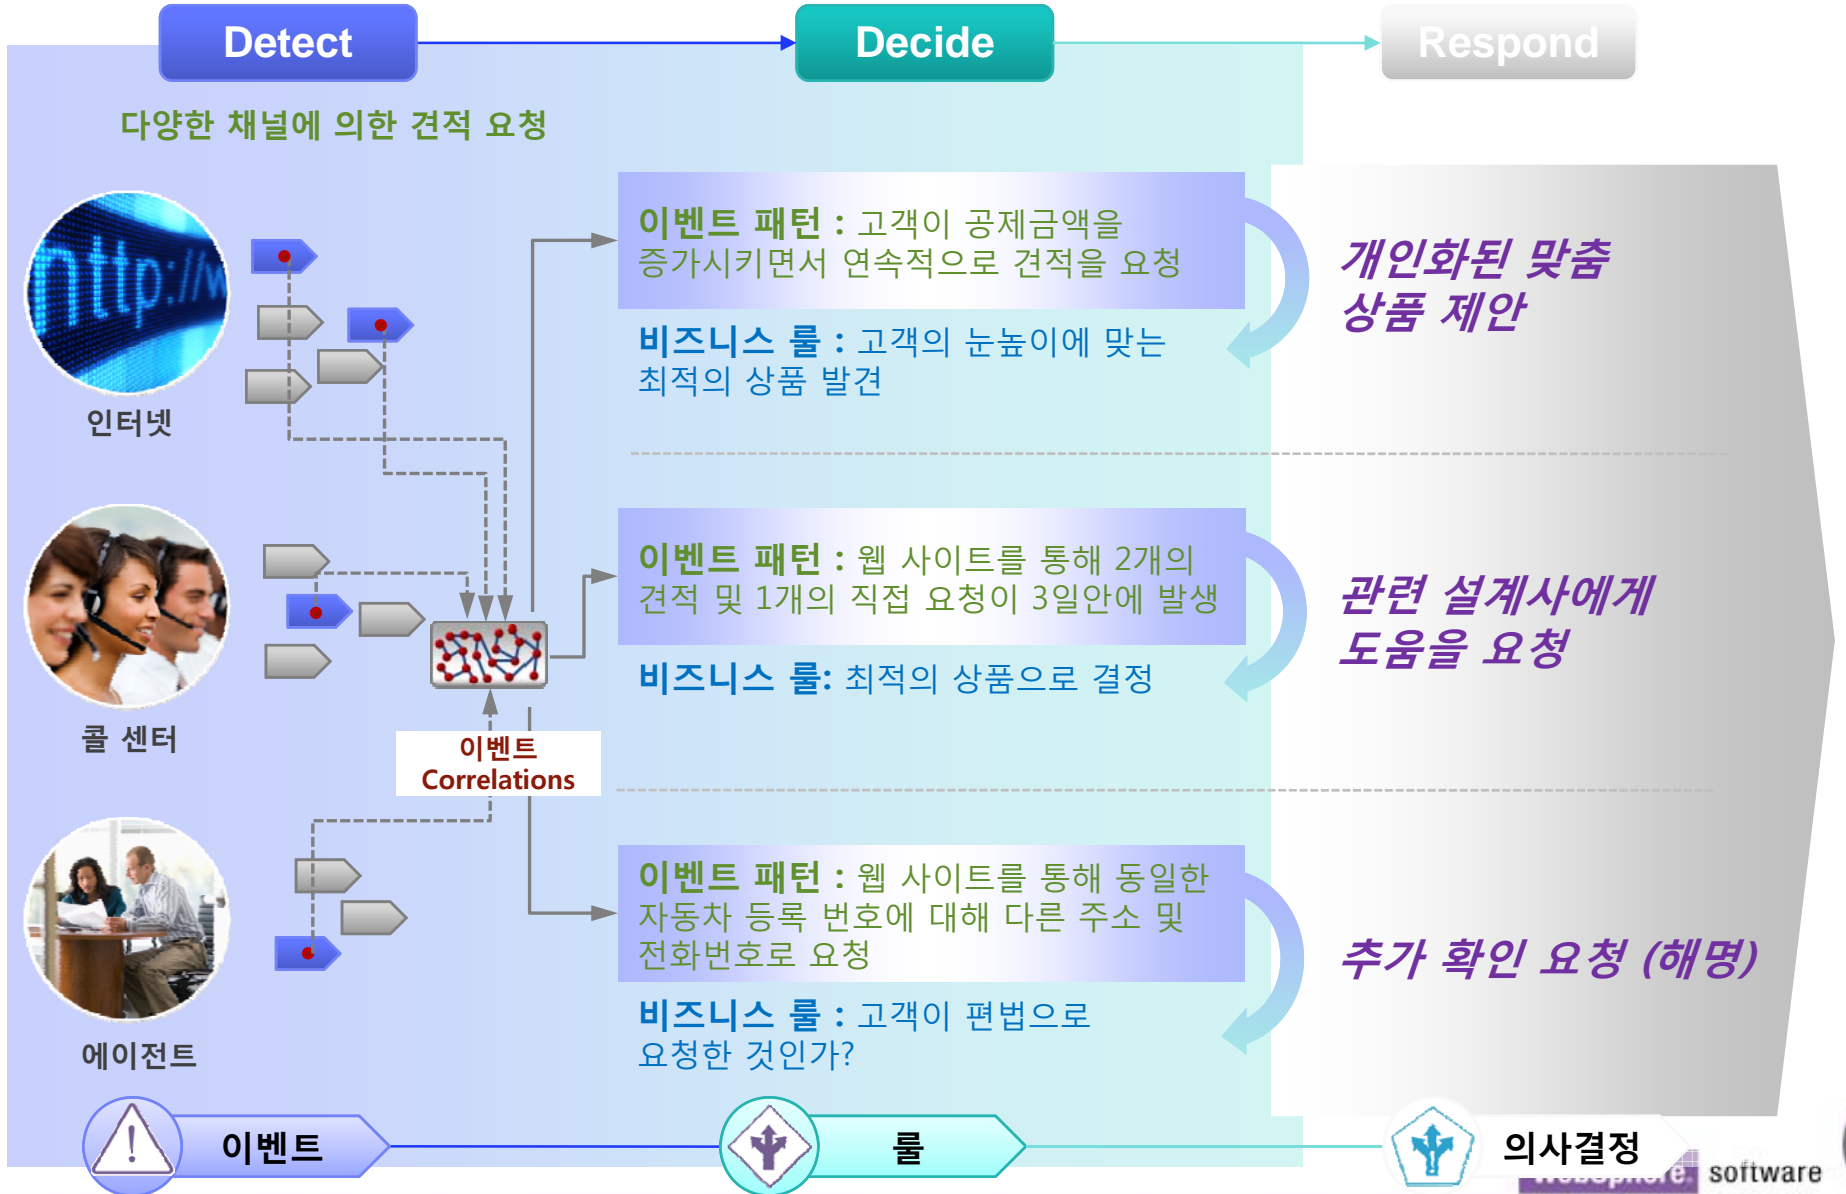 Detect
Decide
Respond
다양한 채널에 의한 견적 요청
http://w
인터넷
이벤트 패턴 : 고객이 공제금액을
증가시키면서 연속적으로 견적을 요청
비즈니스 룰 : 고객의 눈높이에 맞는
최적의 상품 발견
개인화된 맞춤
상품 제안
콜 센터
이벤트 패턴 : 웹 사이트를 통해 2개의
견적 및 1개의 직접 요청이 3일안에 발생
비즈니스 룰: 최적의 상품으로 결정
관련 설계사에게
도움을 요청
이벤트
Correlations
에이전트
이벤트 패턴 : 웹 사이트를 통해 동일한
자동차 등록 번호에 대해 다른 주소 및
전화번호로 요청
비즈니스 룰 : 고객이 편법으로
요청한 것인가?
추가 확인 요청 (해명)
이벤트
룰
의사결정
WebSphere. software